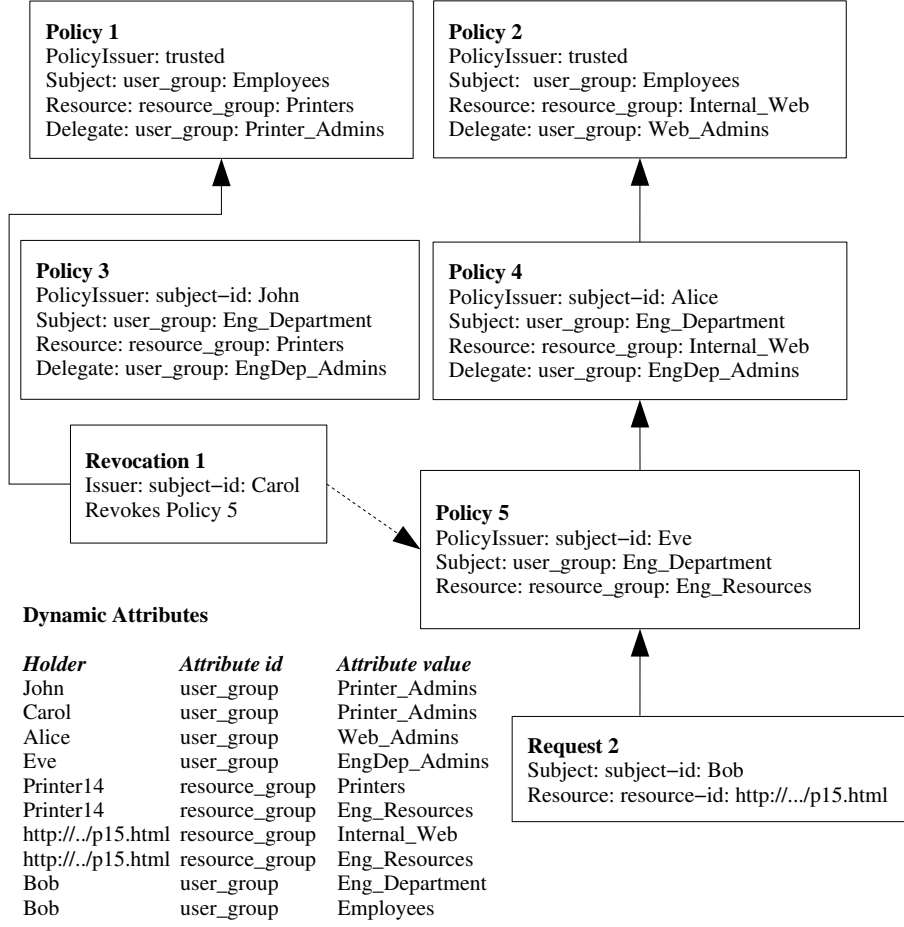 Policy 1
PolicyIssuer: trusted
Subject: user_group: Employees
Resource: resource_group: Printers
Delegate: user_group: Printer_Admins
Policy 2
PolicyIssuer: trusted
Subject: user_group: Employees
Resource: resource_group: Internal_Web
Delegate: user_group: Web_Admins
Policy 3
PolicyIssuer: subject−id: John
Subject: user_group: Eng_Department
Resource: resource_group: Printers
Delegate: user_group: EngDep_Admins
Policy 4
PolicyIssuer: subject−id: Alice
Subject: user_group: Eng_Department
Resource: resource_group: Internal_Web
Delegate: user_group: EngDep_Admins
Revocation 1
Issuer: subject−id: Carol
Revokes Policy 5
Policy 5
PolicyIssuer: subject−id: Eve
Subject: user_group: Eng_Department
Resource: resource_group: Eng_Resources
Dynamic Attributes
Holder Attribute id Attribute value
John user_group Printer_Admins
Carol user_group Printer_Admins
Alice user_group Web_Admins
Eve user_group EngDep_Admins
Printer14 resource_group Printers
Printer14 resource_group Eng_Resources
http://../p15.html resource_group Internal_Web
http://../p15.html resource_group Eng_Resources
Bob user_group Eng_Department
Bob user_group Employees
Request 2
Subject: subject−id: Bob
Resource: resource−id: http://.../p15.html